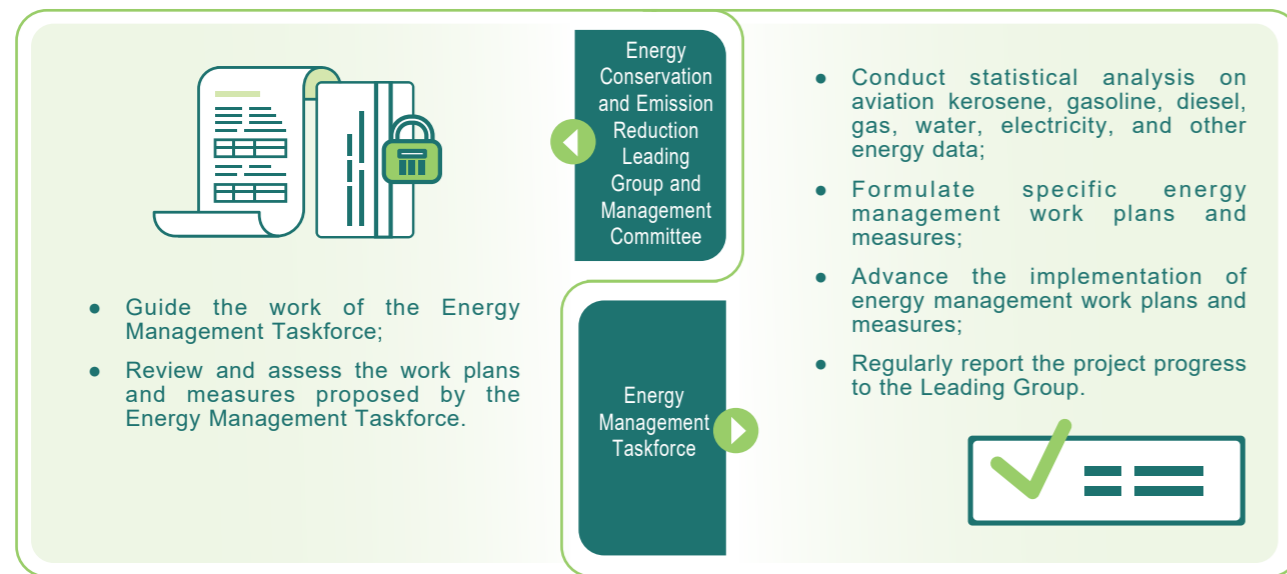 Energy
Conservation
and Emission
Reduction
Leading
Group and
Management
Committee
● Guide the work of the Energy
Management Taskforce;
● Review and assess the work plans
and measures proposed by the
Energy Management Taskforce.
Energy
Management
Taskforce
● Conduct statistical analysis on
aviation kerosene, gasoline, diesel,
gas, water, electricity, and other
energy data;
● Formulate specific energy
management work plans and
measures;
● Advance the implementation of
energy management work plans and
measures;
● Regularly report the project progress
to the Leading Group.